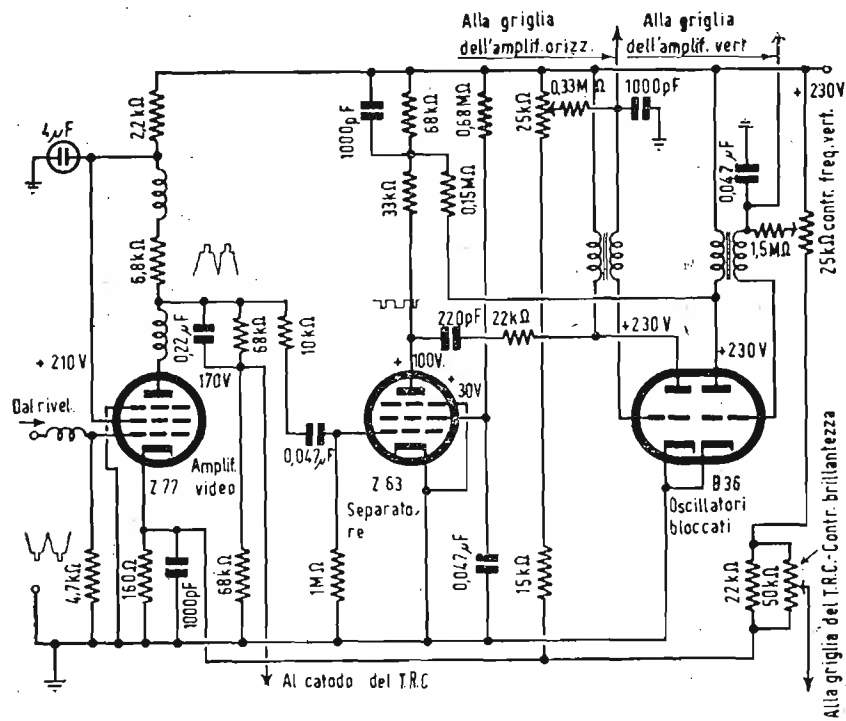 Alla griglia
dell'amplif.orizz.
Alla griglia
dell'amplif. vert
2,2kΩ
4µF
1000pF
68kΩ
0,68MΩ
25kΩ
0,33MΩ
1000pF
+ 230V
0,047µF
33kΩ
0,15MΩ
6,8kΩ
1,5MΩ
25kΩ contr. freq. vert.
0,22µF
68kΩ
10kΩ
220pF
22kΩ
+230V
+230V
+ 210V
170V
+ 100V.
+ 30V
Dal rivel.
Amplif.
video
Z 77
0,047µF
Z 63
Separato,
re
B36
Oscillatori
bloccati
4,7kΩ
160Ω
1000pF
68kΩ
1MΩ
0,047µF
15kΩ
22kΩ
50kΩ
Al catodo del T.R.C
Alla griglia del T.R.C.-Contr. brillantezza